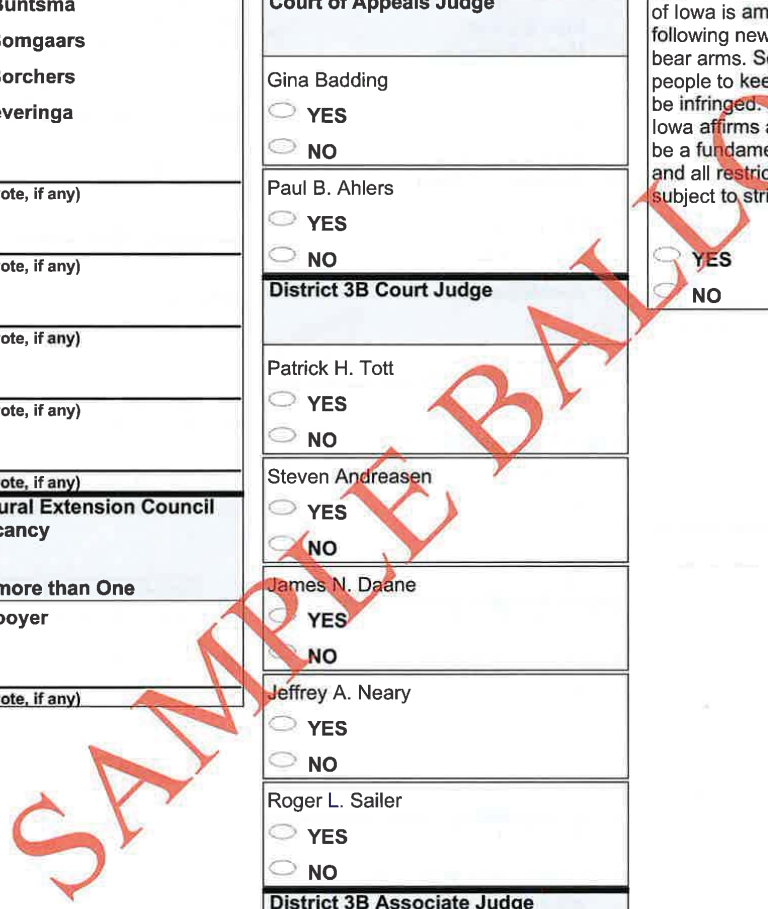 Buntsma
Somgaars
Borchers
everinga
ote, if any)
ote, if any)
ote, if any)
ote, if any)
ote, if any)
ural Extension Council
cancy
more than One
ooyer
ote, if any)
Court of Appeals Judge
Gina Badding
YES
NO
Paul B. Ahlers
YES
NO
District 3B Court Judge
Patrick H. Tott
YES
NO
Steven Andreasen
YES
NO
James N. Daane
YES
NO
Jeffrey A. Neary
YES
NO
Roger L. Sailer
YES
NO
District 3B Associate Judge
of Iowa is am
following new
bear arms. S
people to kee
be infringed.
Iowa affirms a
be a fundame
and all restric
subject to stri
YES
NO
SAMPLE BALLO